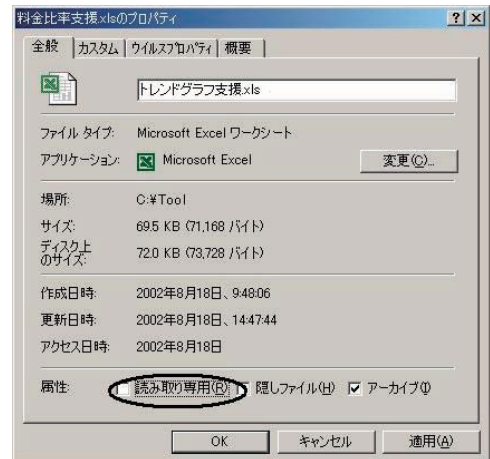 料金比率支援.xlsのプロパティ
全般 カスタム ウイルスプロパティ 概要
トレンドグラフ支援.xls
ファイル タイプ: Microsoft Excel ワークシート
アプリケーション: Microsoft Excel 変更(C)...
場所: C:¥Tool
サイズ: 69.5 KB (71,168 バイト)
ディスク上
のサイズ: 72.0 KB (73,728 バイト)
作成日時: 2002年8月18日、9:48:06
更新日時: 2002年8月18日、14:47:44
アクセス日時: 2002年8月18日
属性: 読み取り専用(R) 隠しファイル(H) アーカイブ(I)
OK キャンセル 適用(A)